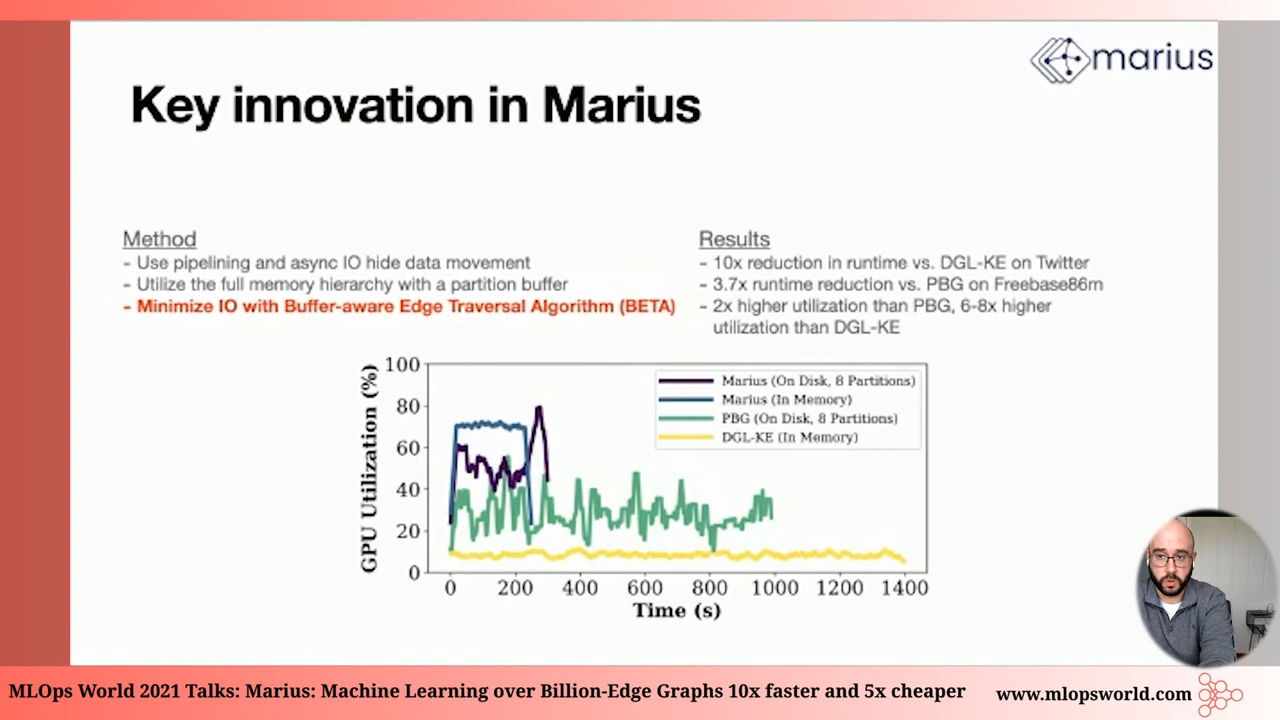 marius
Key innovation in Marius
Method
- Use pipelining and async IO hide data movement
- Utilize the full memory hierarchy with a partition buffer
- Minimize IO with Buffer-aware Edge Traversal Algorithm (BETA)
Results
- 10x reduction in runtime vs. DGL-KE on Twitter
- 3.7x runtime reduction vs. PBG on Freebase86m
- 2x higher utilization than PBG, 6-8x higher
utilization than DGL-KE
GPU Utilization (%)
100
80
60
40
20
0
Marius (On Disk, 8 Partitions)
Marius (In Memory)
PBG (On Disk, 8 Partitions)
DGL-KE (In Memory)
0 200 400 600 800 1000 1200 1400
Time (s)
MLOps World 2021 Talks: Marius: Machine Learning over Billion-Edge Graphs 10x faster and 5x cheaper
www.mlopsworld.com